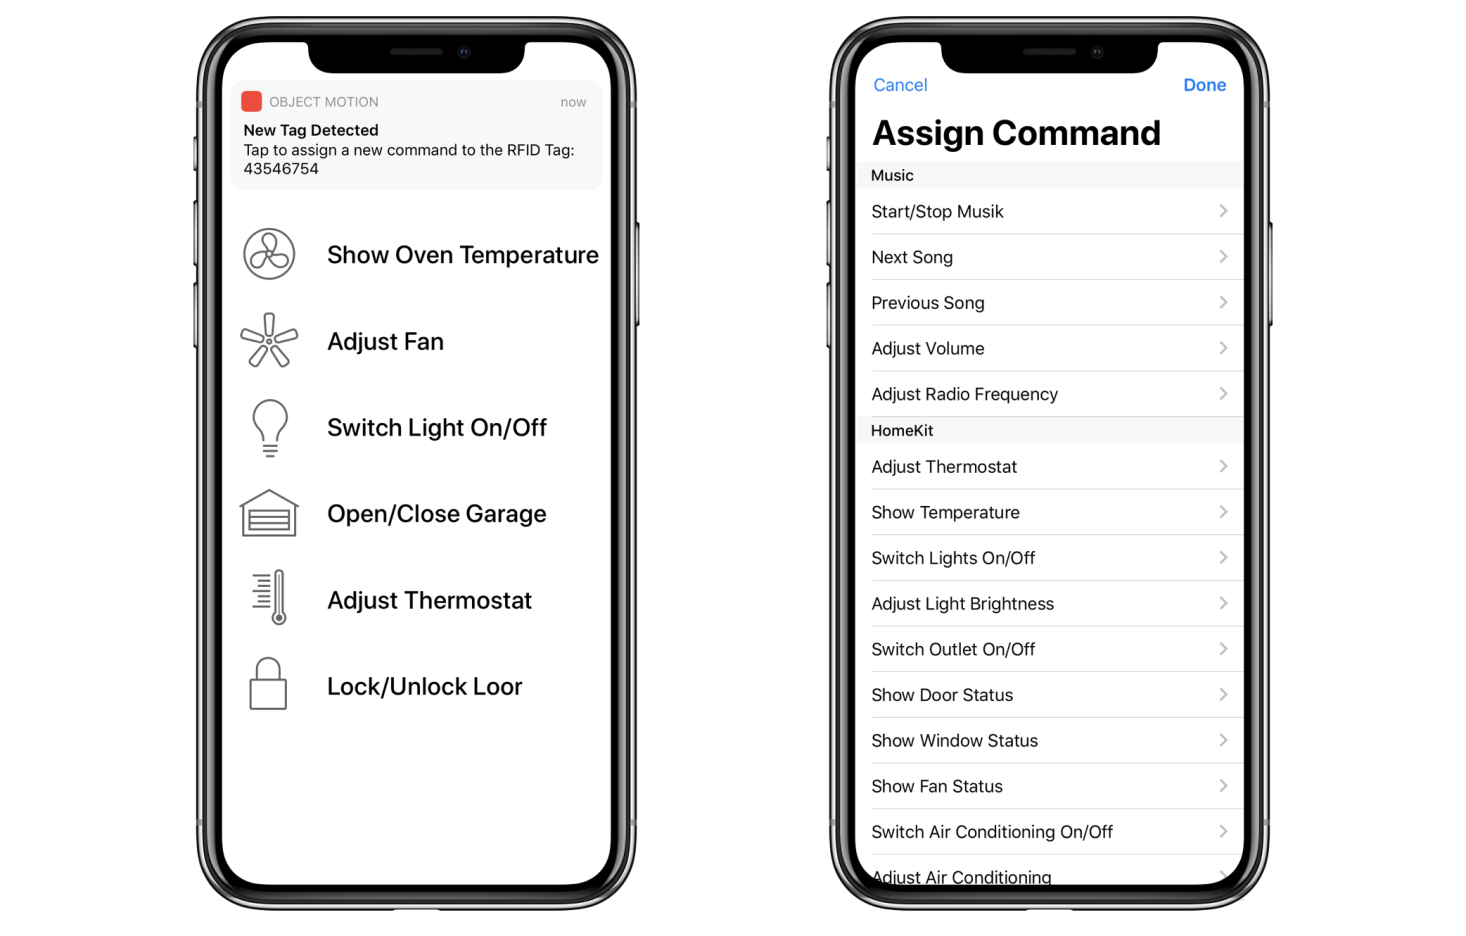 OBJECT MOTION now
New Tag Detected
Tap to assign a new command to the RFID Tag:
43546754
Show Oven Temperature
Adjust Fan
Switch Light On/Off
Open/Close Garage
Adjust Thermostat
Lock/Unlock Loor
Cancel Done
Assign Command
Music
Start/Stop Musik
Next Song
Previous Song
Adjust Volume
Adjust Radio Frequency
HomeKit
Adjust Thermostat
Show Temperature
Switch Lights On/Off
Adjust Light Brightness
Switch Outlet On/Off
Show Door Status
Show Window Status
Show Fan Status
Switch Air Conditioning On/Off
Adjust Air Conditioning